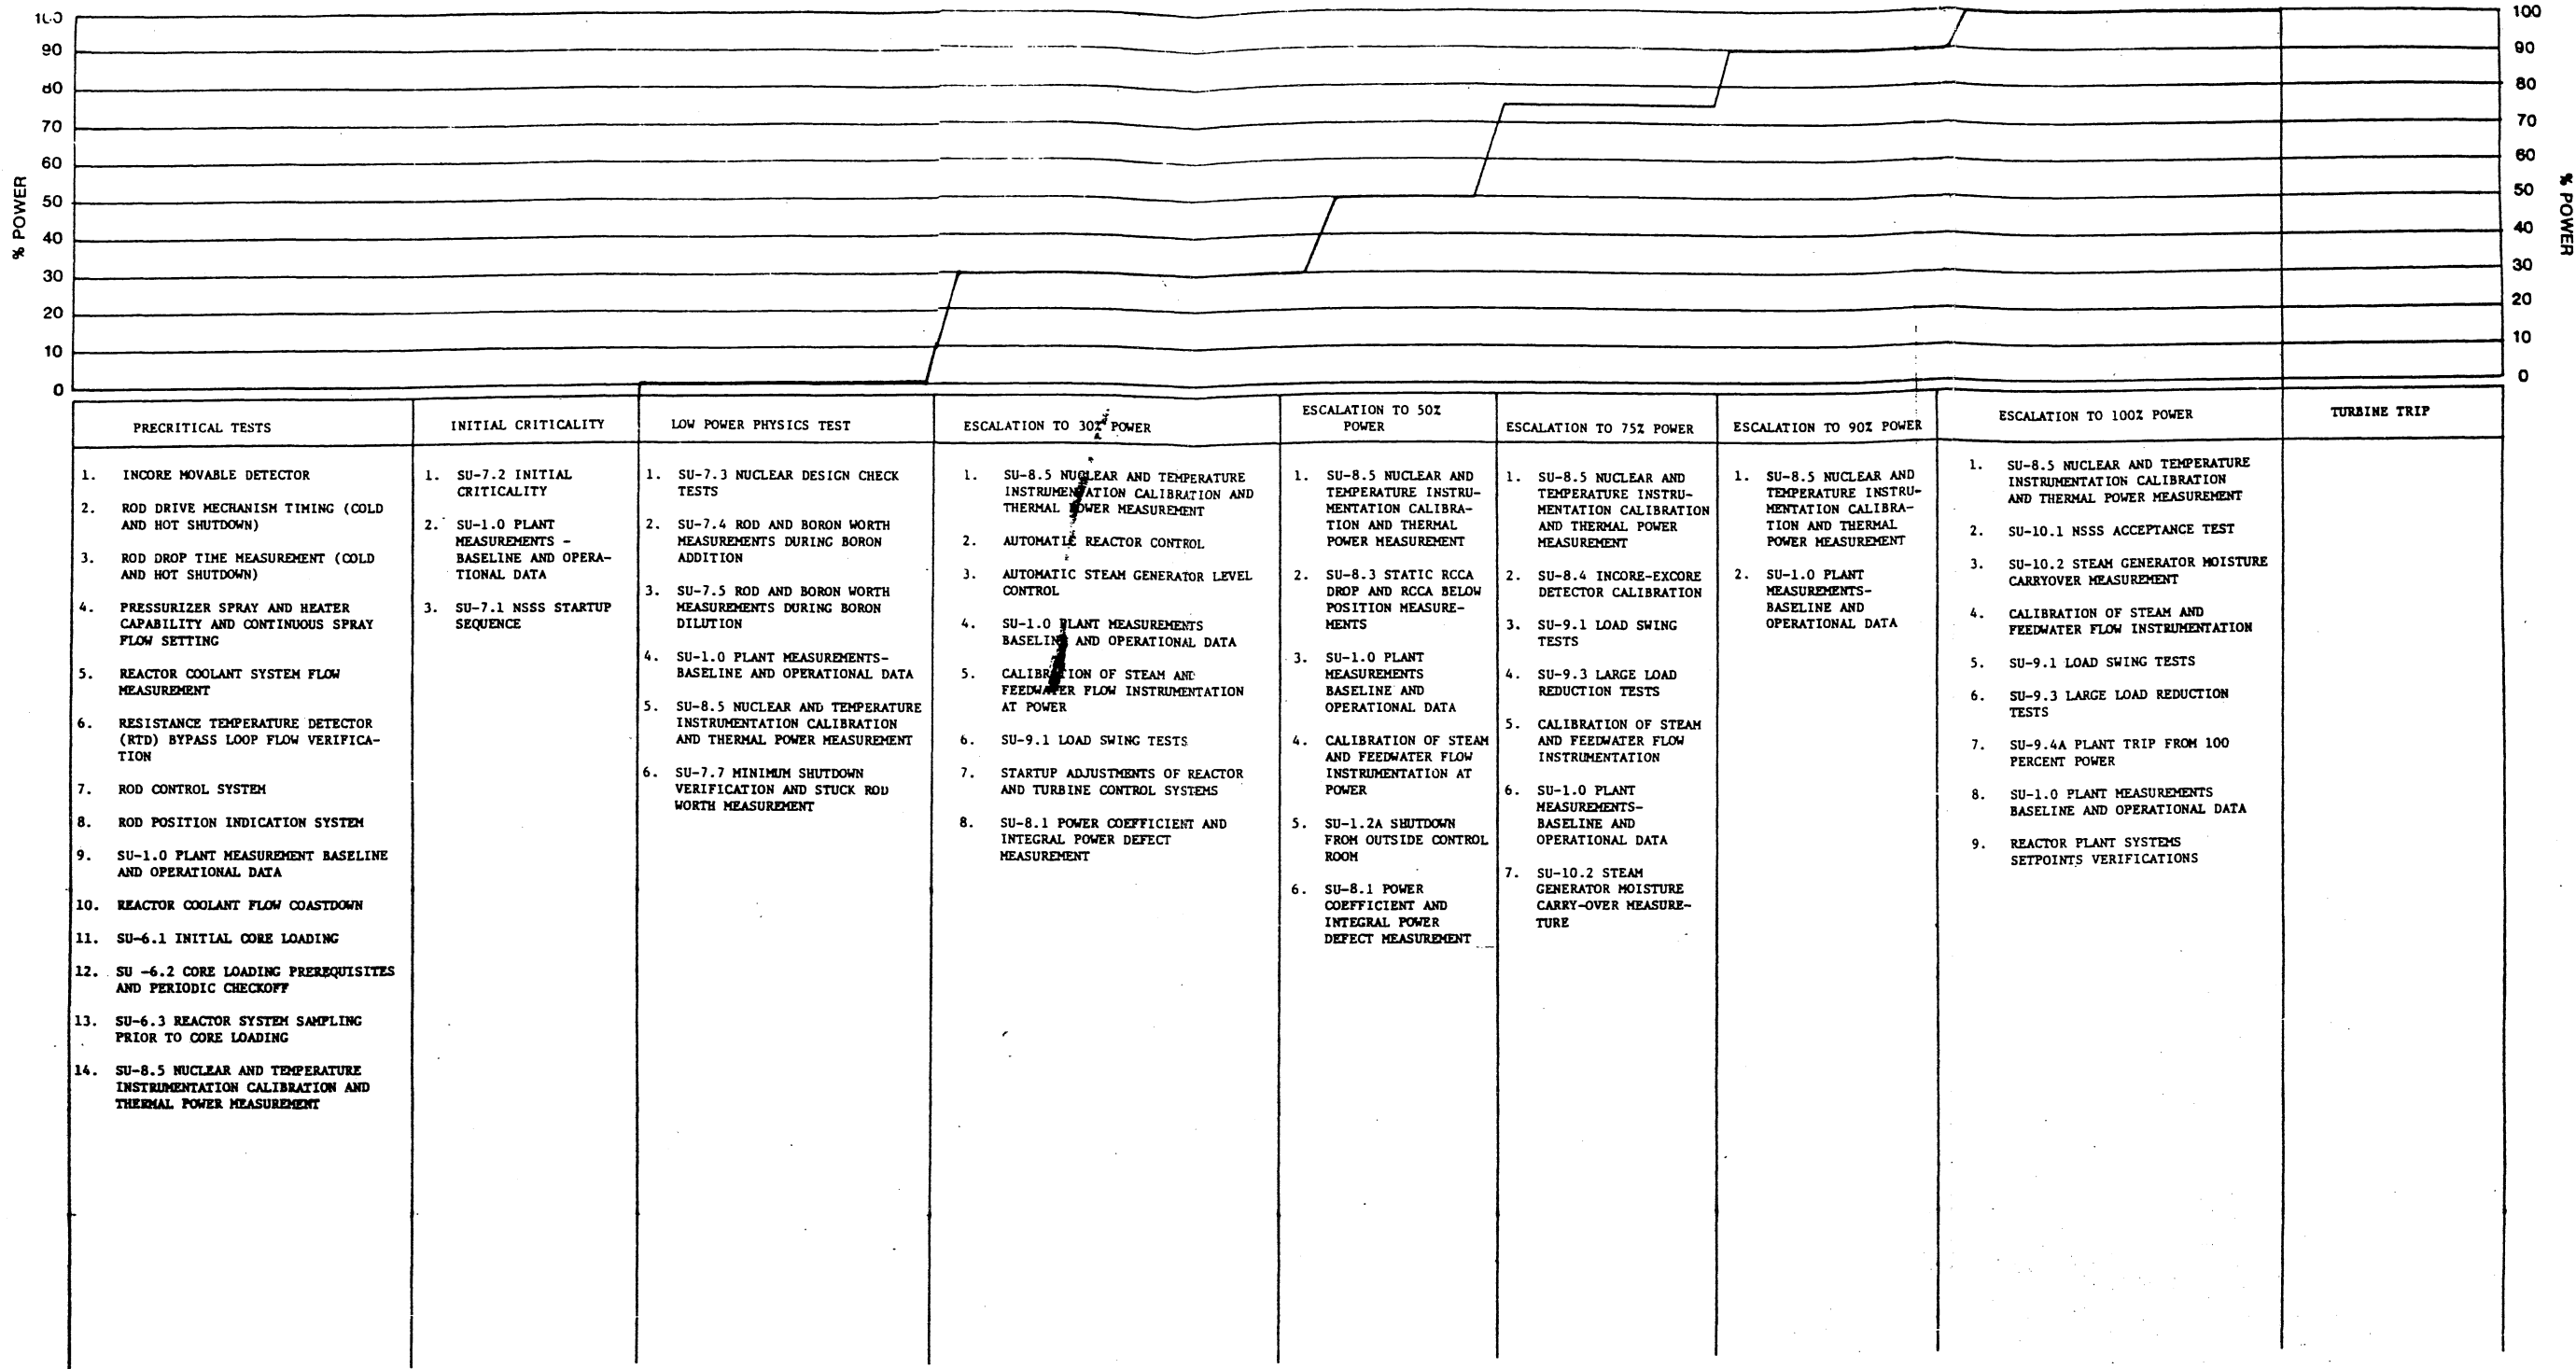 100
90
80
70
60
50
40
30
20
10
0
% POWER
100
90
80
70
60
50
40
30
20
10
0
% POWER
PRECRITICAL TESTS
1. INCORE MOVABLE DETECTOR
2. ROD DRIVE MECHANISM TIMING (COLD
AND HOT SHUTDOWN)
3. ROD DROP TIME MEASUREMENT (COLD
AND HOT SHUTDOWN)
4. PRESSURIZER SPRAY AND HEATER
CAPABILITY AND CONTINUOUS SPRAY
FLOW SETTING
5. REACTOR COOLANT SYSTEM FLOW
MEASUREMENT
6. RESISTANCE TEMPERATURE DETECTOR
(RTD) BYPASS LOOP FLOW VERIFICA-
TION
7. ROD CONTROL SYSTEM
8. ROD POSITION INDICATION SYSTEM
9. SU-1.0 PLANT MEASUREMENT BASELINE
AND OPERATIONAL DATA
10. REACTOR COOLANT FLOW COASTDOWN
11. SU-6.1 INITIAL CORE LOADING
12. SU -6.2 CORE LOADING PREREQUISITES
AND PERIODIC CHECKOFF
13. SU-6.3 REACTOR SYSTEM SAMPLING
PRIOR TO CORE LOADING
14. SU-8.5 NUCLEAR AND TEMPERATURE
INSTRUMENTATION CALIBRATION AND
THERMAL POWER MEASUREMENT
INITIAL CRITICALITY
1. SU-7.2 INITIAL
CRITICALITY
2. SU-1.0 PLANT
MEASUREMENTS -
BASELINE AND OPERA-
TIONAL DATA
3. SU-7.1 NSSS STARTUP
SEQUENCE
LOW POWER PHYSICS TEST
1. SU-7.3 NUCLEAR DESIGN CHECK
TESTS
2. SU-7.4 ROD AND BORON WORTH
MEASUREMENTS DURING BORON
ADDITION
3. SU-7.5 ROD AND BORON WORTH
MEASUREMENTS DURING BORON
DILUTION
4. SU-1.0 PLANT MEASUREMENTS-
BASELINE AND OPERATIONAL DATA
5. SU-8.5 NUCLEAR AND TEMPERATURE
INSTRUMENTATION CALIBRATION
AND THERMAL POWER MEASUREMENT
6. SU-7.7 MINIMUM SHUTDOWN
VERIFICATION AND STUCK ROD
WORTH MEASUREMENT
ESCALATION TO 30% POWER
1. SU-8.5 NUCLEAR AND TEMPERATURE
INSTRUMENTATION CALIBRATION AND
THERMAL POWER MEASUREMENT
2. AUTOMATIC REACTOR CONTROL
3. AUTOMATIC STEAM GENERATOR LEVEL
CONTROL
4. SU-1.0 PLANT MEASUREMENTS
BASELINE AND OPERATIONAL DATA
5. CALIBRATION OF STEAM AND
FEEDWATER FLOW INSTRUMENTATION
AT POWER
6. SU-9.1 LOAD SWING TESTS
7. STARTUP ADJUSTMENTS OF REACTOR
AND TURBINE CONTROL SYSTEMS
8. SU-8.1 POWER COEFFICIENT AND
INTEGRAL POWER DEFECT
MEASUREMENT
ESCALATION TO 50%
POWER
1. SU-8.5 NUCLEAR AND
TEMPERATURE INSTRU-
MENTATION CALIBRA-
TION AND THERMAL
POWER MEASUREMENT
2. SU-8.3 STATIC RCCA
DROP AND RCCA BELOW
POSITION MEASURE-
MENTS
3. SU-1.0 PLANT
MEASUREMENTS
BASELINE AND
OPERATIONAL DATA
4. CALIBRATION OF STEAM
AND FEEDWATER FLOW
INSTRUMENTATION AT
POWER
5. SU-1.2A SHUTDOWN
FROM OUTSIDE CONTROL
ROOM
6. SU-8.1 POWER
COEFFICIENT AND
INTEGRAL POWER
DEFECT MEASUREMENT
ESCALATION TO 75% POWER
1. SU-8.5 NUCLEAR AND
TEMPERATURE INSTRU-
MENTATION CALIBRATION
AND THERMAL POWER
MEASUREMENT
2. SU-8.4 INCORE-EXCORE
DETECTOR CALIBRATION
3. SU-9.1 LOAD SWING
TESTS
4. SU-9.3 LARGE LOAD
REDUCTION TESTS
5. CALIBRATION OF STEAM
AND FEEDWATER FLOW
INSTRUMENTATION
6. SU-1.0 PLANT
MEASUREMENTS-
BASELINE AND
OPERATIONAL DATA
7. SU-10.2 STEAM
GENERATOR MOISTURE
CARRY-OVER MEASURE-
TURE
ESCALATION TO 90% POWER
1. SU-8.5 NUCLEAR AND
TEMPERATURE INSTRU-
MENTATION CALIBRA-
TION AND THERMAL
POWER MEASUREMENT
2. SU-1.0 PLANT
MEASUREMENTS-
BASELINE AND
OPERATIONAL DATA
ESCALATION TO 100% POWER
1. SU-8.5 NUCLEAR AND TEMPERATURE
INSTRUMENTATION CALIBRATION
AND THERMAL POWER MEASUREMENT
2. SU-10.1 NSSS ACCEPTANCE TEST
3. SU-10.2 STEAM GENERATOR MOISTURE
CARRYOVER MEASUREMENT
4. CALIBRATION OF STEAM AND
FEEDWATER FLOW INSTRUMENTATION
5. SU-9.1 LOAD SWING TESTS
6. SU-9.3 LARGE LOAD REDUCTION
TESTS
7. SU-9.4A PLANT TRIP FROM 100
PERCENT POWER
8. SU-1.0 PLANT MEASUREMENTS
BASELINE AND OPERATIONAL DATA
9. REACTOR PLANT SYSTEMS
SETPOINTS VERIFICATIONS
TURBINE TRIP